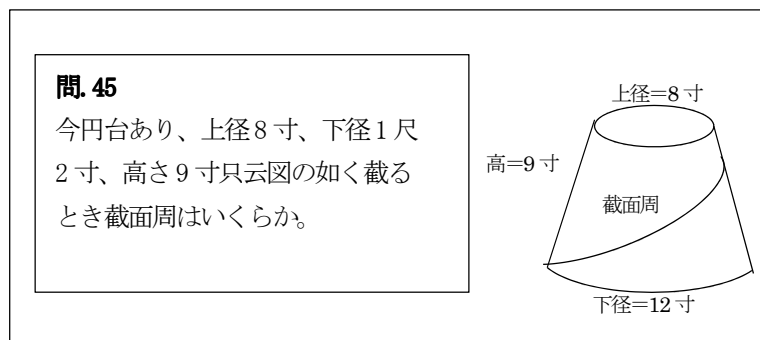 問.45
今円台あり、上径8寸、下径1尺
2寸、高さ9寸只云図の如く截る
とき截面周はいくらか。
上径=8寸
高=9寸
截面周
下径=12寸